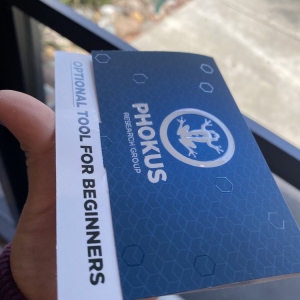 OPTIONAL TOOL FOR BEGINNERS
PHOKUS
RESEARCH GROUP